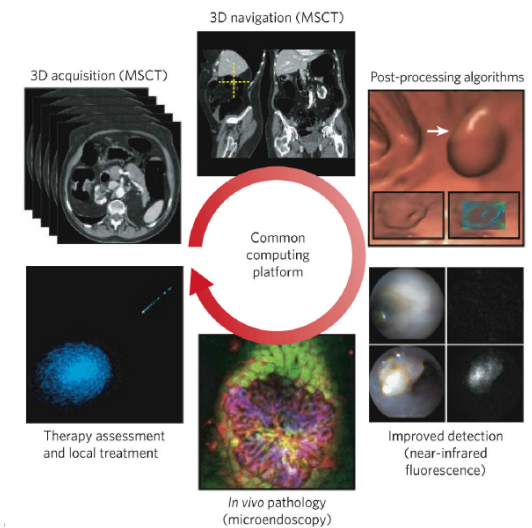 3D navigation (MSCT)
3D acquisition (MSCT)
Post-processing algorithms
Common
computing
platform
Therapy assessment
and local treatment
Improved detection
(near-infrared
fluorescence)
In vivo pathology
(microendoscopy)